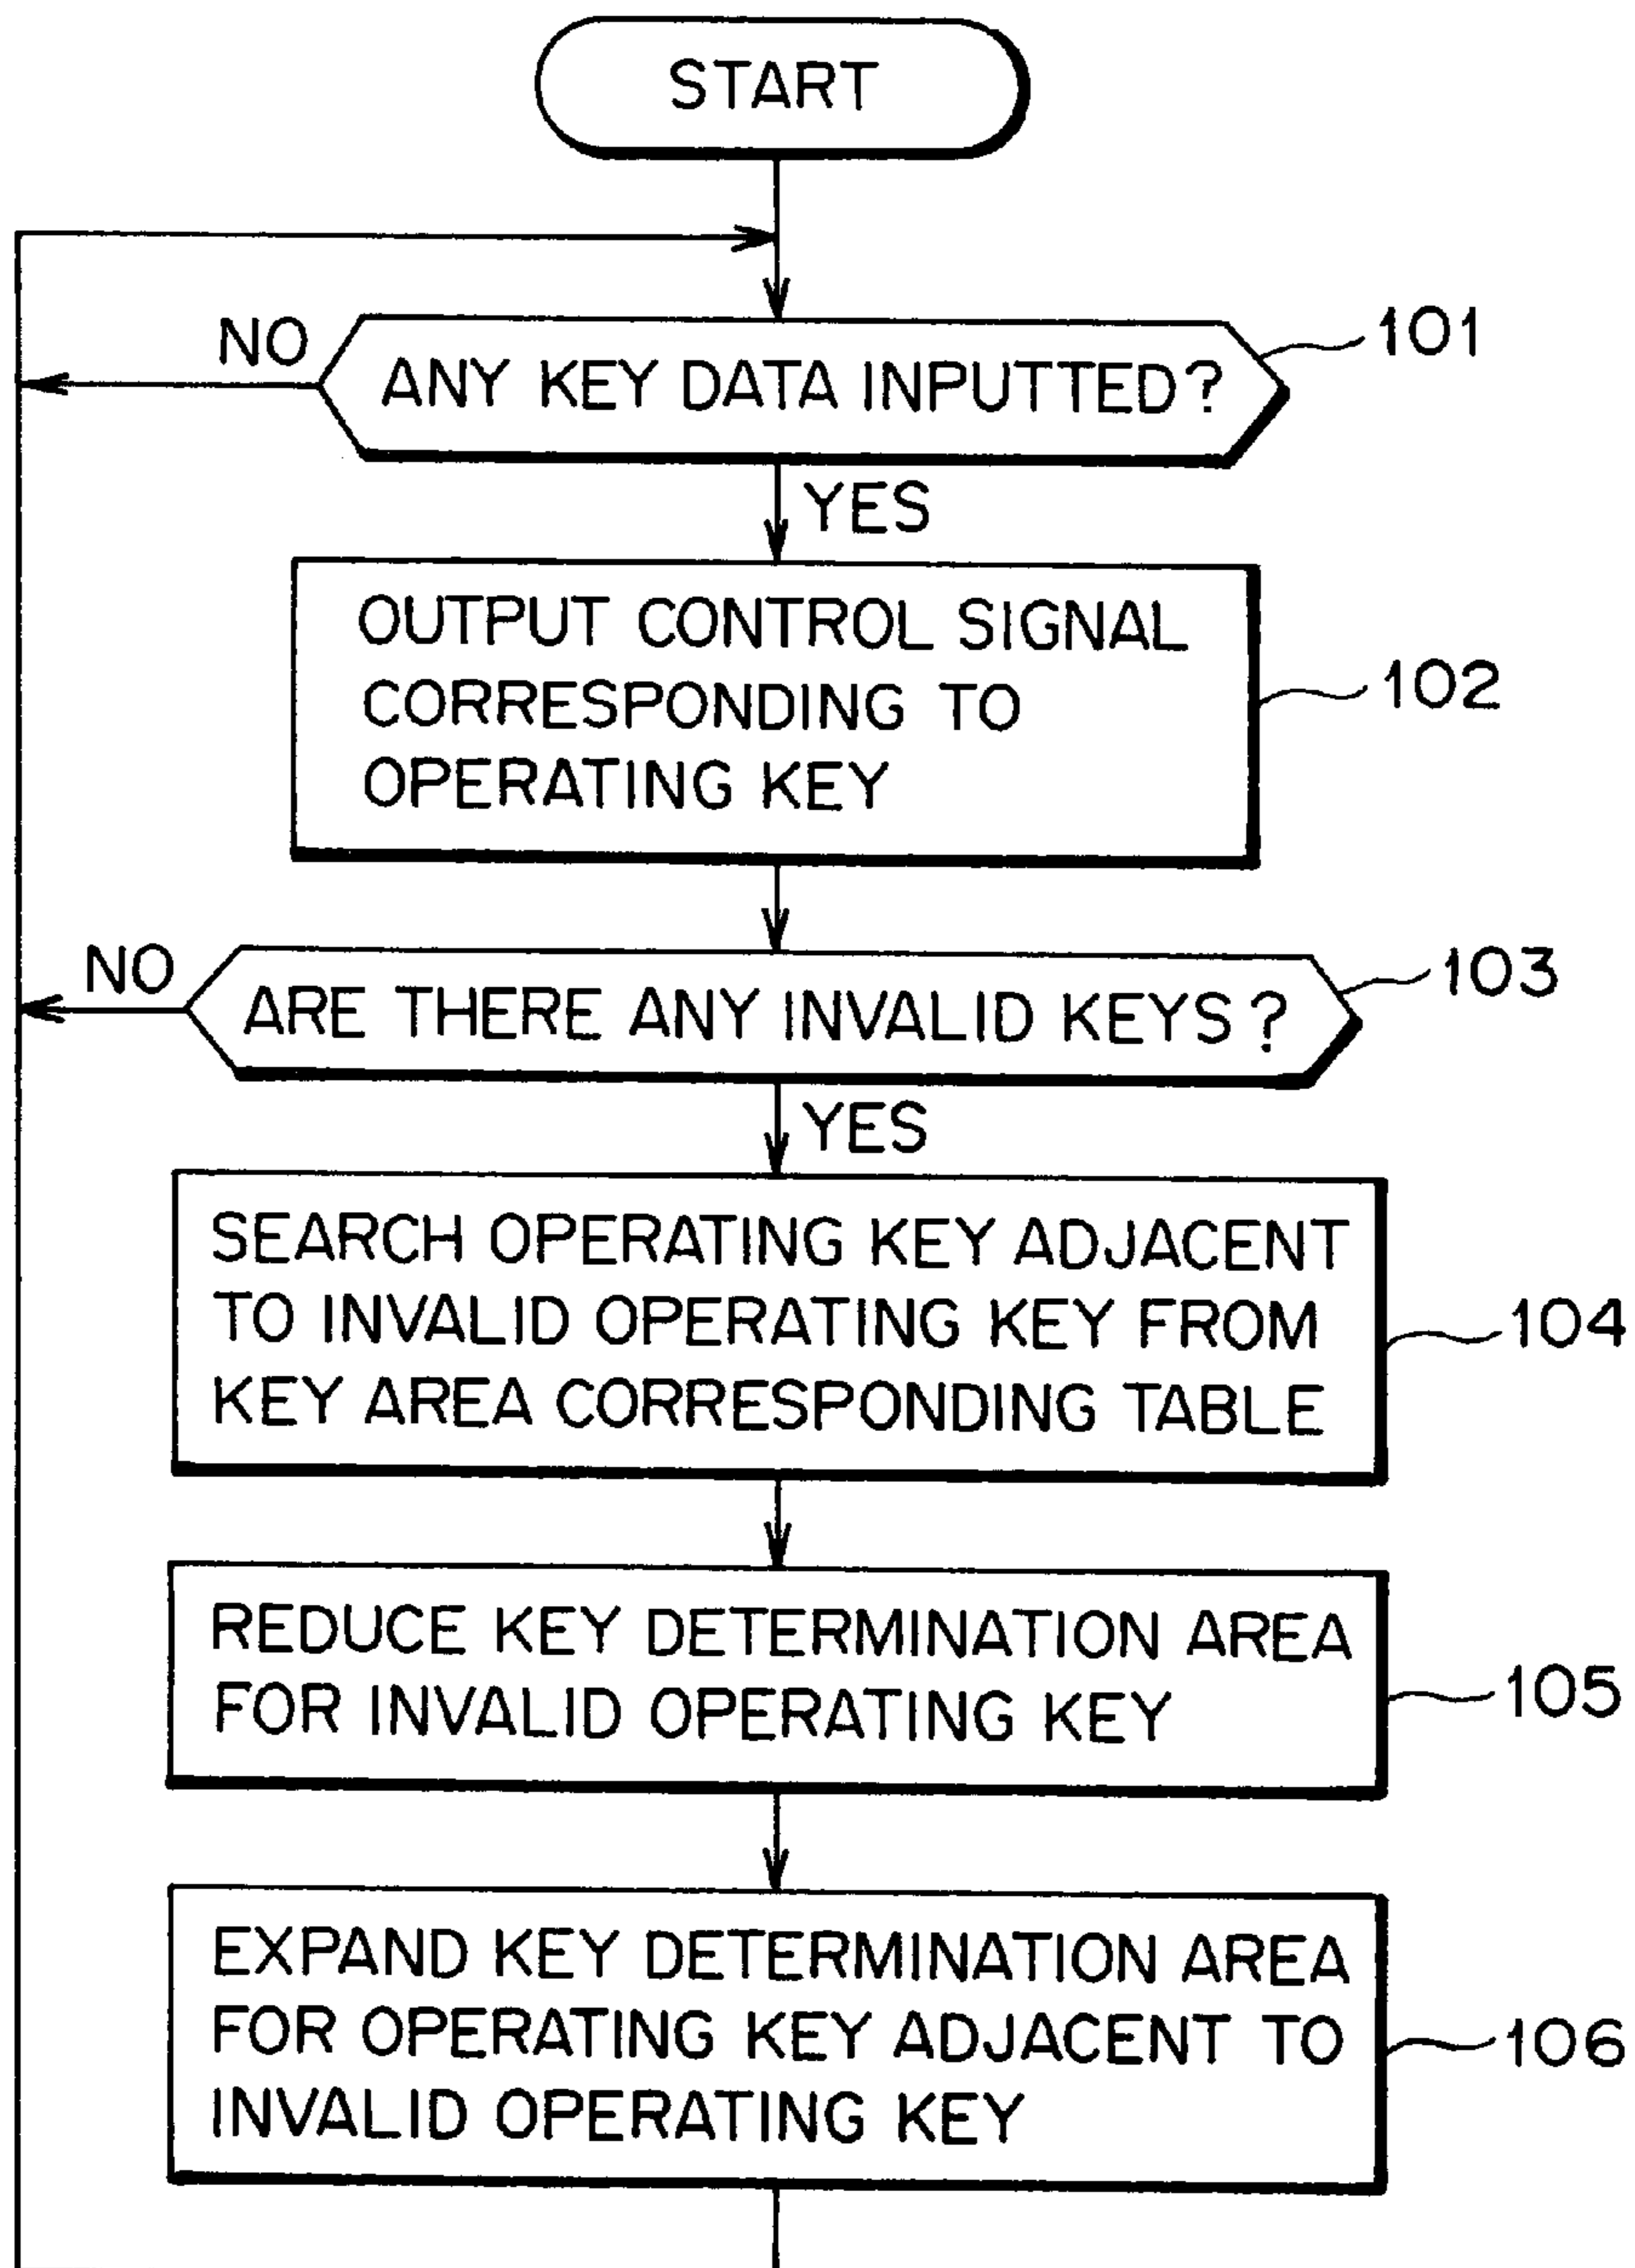 START
NO
ANY KEY DATA INPUTTED?
101
YES
OUTPUT CONTROL SIGNAL
CORRESPONDING TO
OPERATING KEY
102
NO
ARE THERE ANY INVALID KEYS?
103
YES
SEARCH OPERATING KEY ADJACENT
TO INVALID OPERATING KEY FROM
KEY AREA CORRESPONDING TABLE
104
REDUCE KEY DETERMINATION AREA
FOR INVALID OPERATING KEY
105
EXPAND KEY DETERMINATION AREA
FOR OPERATING KEY ADJACENT TO
INVALID OPERATING KEY
106